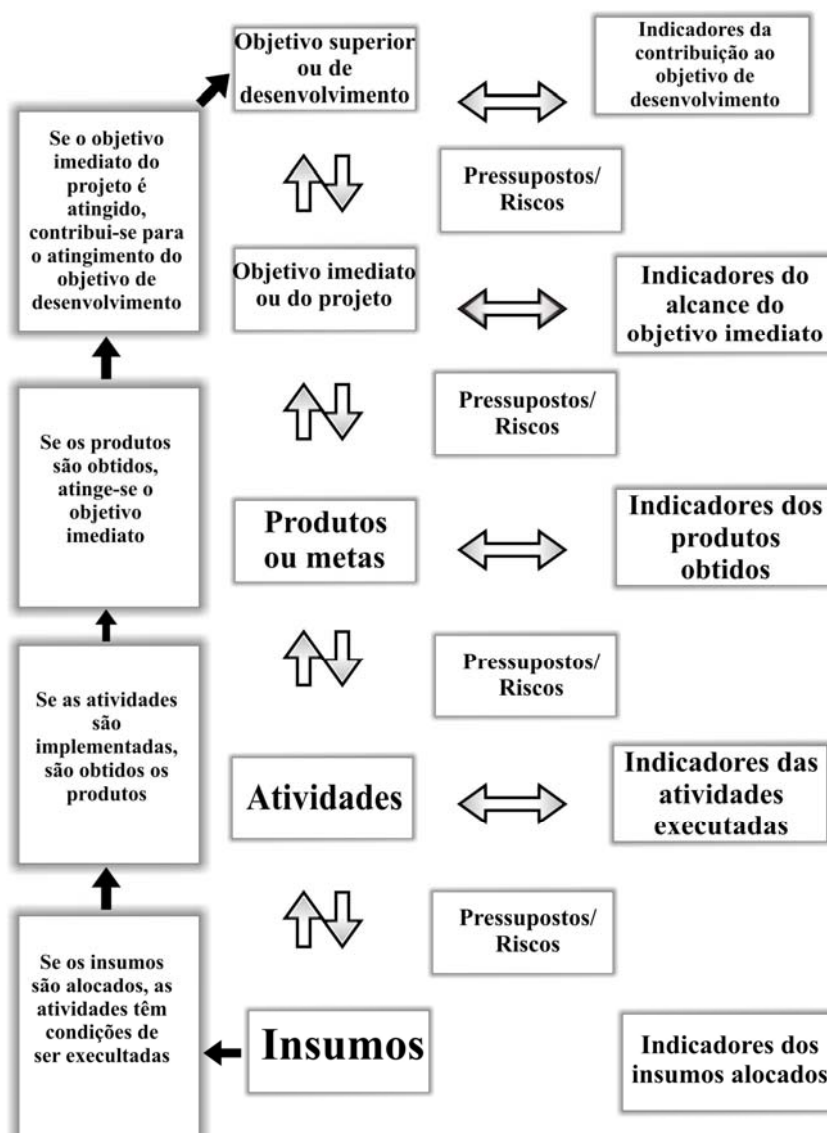 Objetivo superior
ou de
desenvolvimento
Indicadores da
contribuição ao
objetivo de
desenvolvimento
Se o objetivo
imediato do
projeto é
atingido,
contribui-se para
o atingimento do
objetivo de
desenvolvimento
Pressupostos/
Riscos
Objetivo imediato
ou do projeto
Indicadores do
alcance do
objetivo imediato
Pressupostos/
Riscos
Se os produtos
são obtidos,
atinge-se o
objetivo
imediato
Produtos
ou metas
Indicadores dos
produtos
obtidos
Pressupostos/
Riscos
Se as atividades
são
implementadas,
são obtidos os
produtos
Atividades
Indicadores das
atividades
executadas
Pressupostos/
Riscos
Se os insumos
são alocados, as
atividades têm
condições de
ser execultadas
Insumos
Indicadores dos
insumos alocados